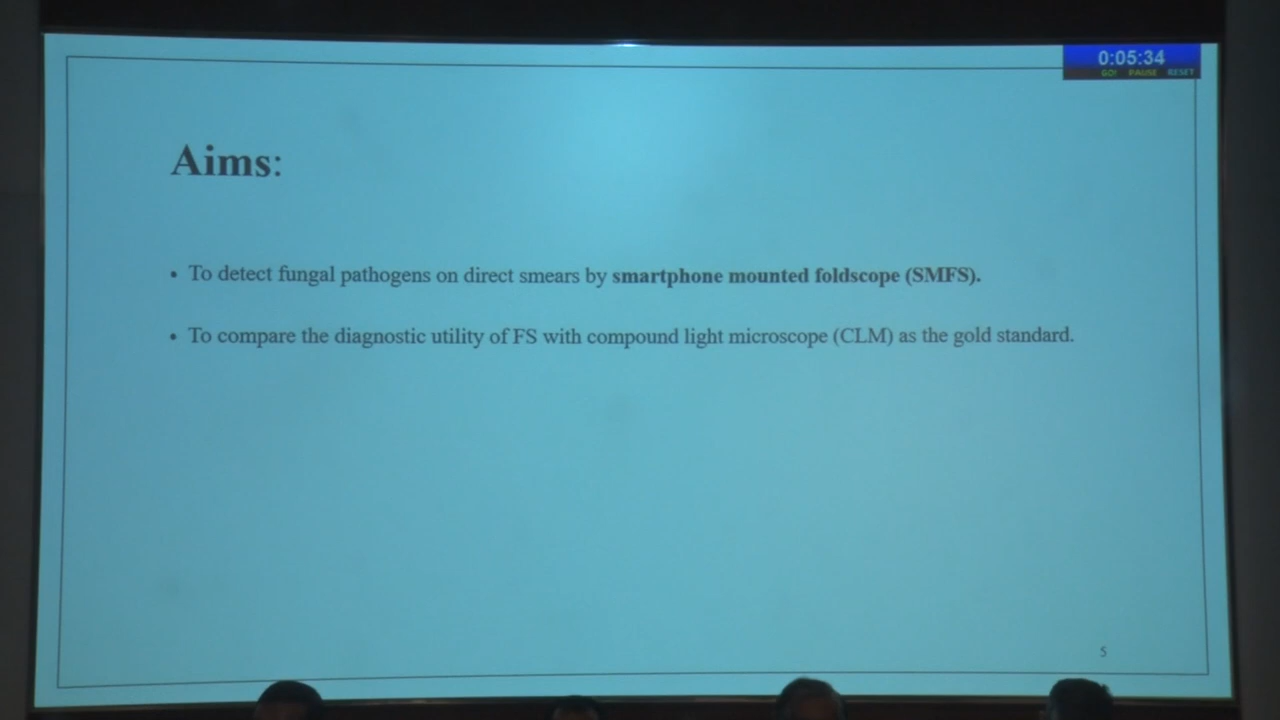 0:05:34
GO! PAUSE RESET
Aims:
• To detect fungal pathogens on direct smears by smartphone mounted foldscope (SMFS).
• To compare the diagnostic utility of FS with compound light microscope (CLM) as the gold standard.
5